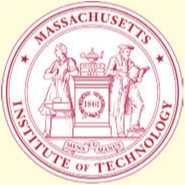 MASSACHUSETTS
INSTITUTE OF TECHNOLOGY
1861
MENS ET MANUS